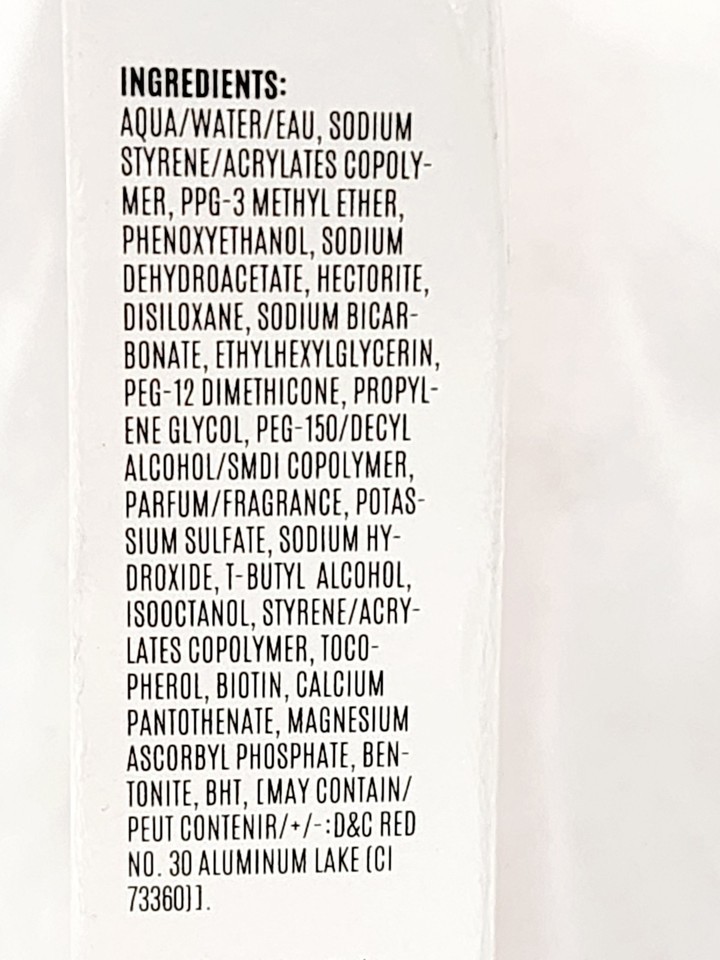 INGREDIENTS:
AQUA/WATER/EAU, SODIUM
STYRENE/ACRYLATES COPOLY-
MER, PPG-3 METHYL ETHER,
PHENOXYETHANOL, SODIUM
DEHYDROACETATE, HECTORITE,
DISILOXANE, SODIUM BICAR-
BONATE, ETHYLHEXYLGLYCERIN,
PEG-12 DIMETHICONE, PROPYL-
ENE GLYCOL, PEG-150/DECYL
ALCOHOL/SMDI COPOLYMER,
PARFUM/FRAGRANCE, POTAS-
SIUM SULFATE, SODIUM HY-
DROXIDE, T-BUTYL ALCOHOL,
ISOOCTANOL, STYRENE/ACRY-
LATES COPOLYMER, TOCO-
PHEROL, BIOTIN, CALCIUM
PANTOTHENATE, MAGNESIUM
ASCORBYL PHOSPHATE, BEN-
TONITE, BHT, [MAY CONTAIN/
PEUT CONTENIR/+/-:D&C RED
NO. 30 ALUMINUM LAKE (CI
73360)].